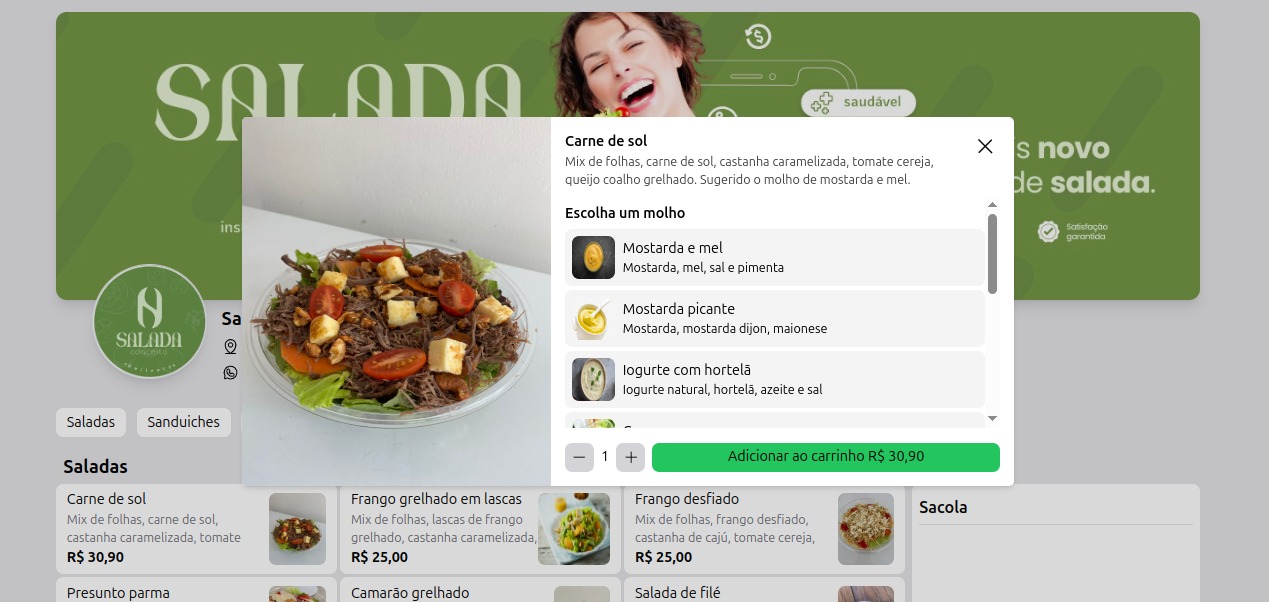 SALADA
saudável
s novo
de salada.
ins
Satisfação
garantida
SALADA
conceito
Sa
Carne de sol
Mix de folhas, carne de sol, castanha caramelizada, tomate cereja,
queijo coalho grelhado. Sugerido o molho de mostarda e mel.
Escolha um molho
Mostarda e mel
Mostarda, mel, sal e pimenta
Mostarda picante
Mostarda, mostarda dijon, maionese
Iogurte com hortelã
Iogurte natural, hortelã, azeite e sal
1
Adicionar ao carrinho R$ 30,90
Saladas
Sanduiches
Saladas
Carne de sol
Mix de folhas, carne de sol,
castanha caramelizada, tomate
R$ 30,90
Frango grelhado em lascas
Mix de folhas, lascas de frango
grelhado, castanha caramelizada,
R$ 25,00
Frango desfiado
Mix de folhas, frango desfiado,
castanha de cajú, tomate cereja,
R$ 25,00
Sacola
Presunto parma
Camarão grelhado
Salada de filé